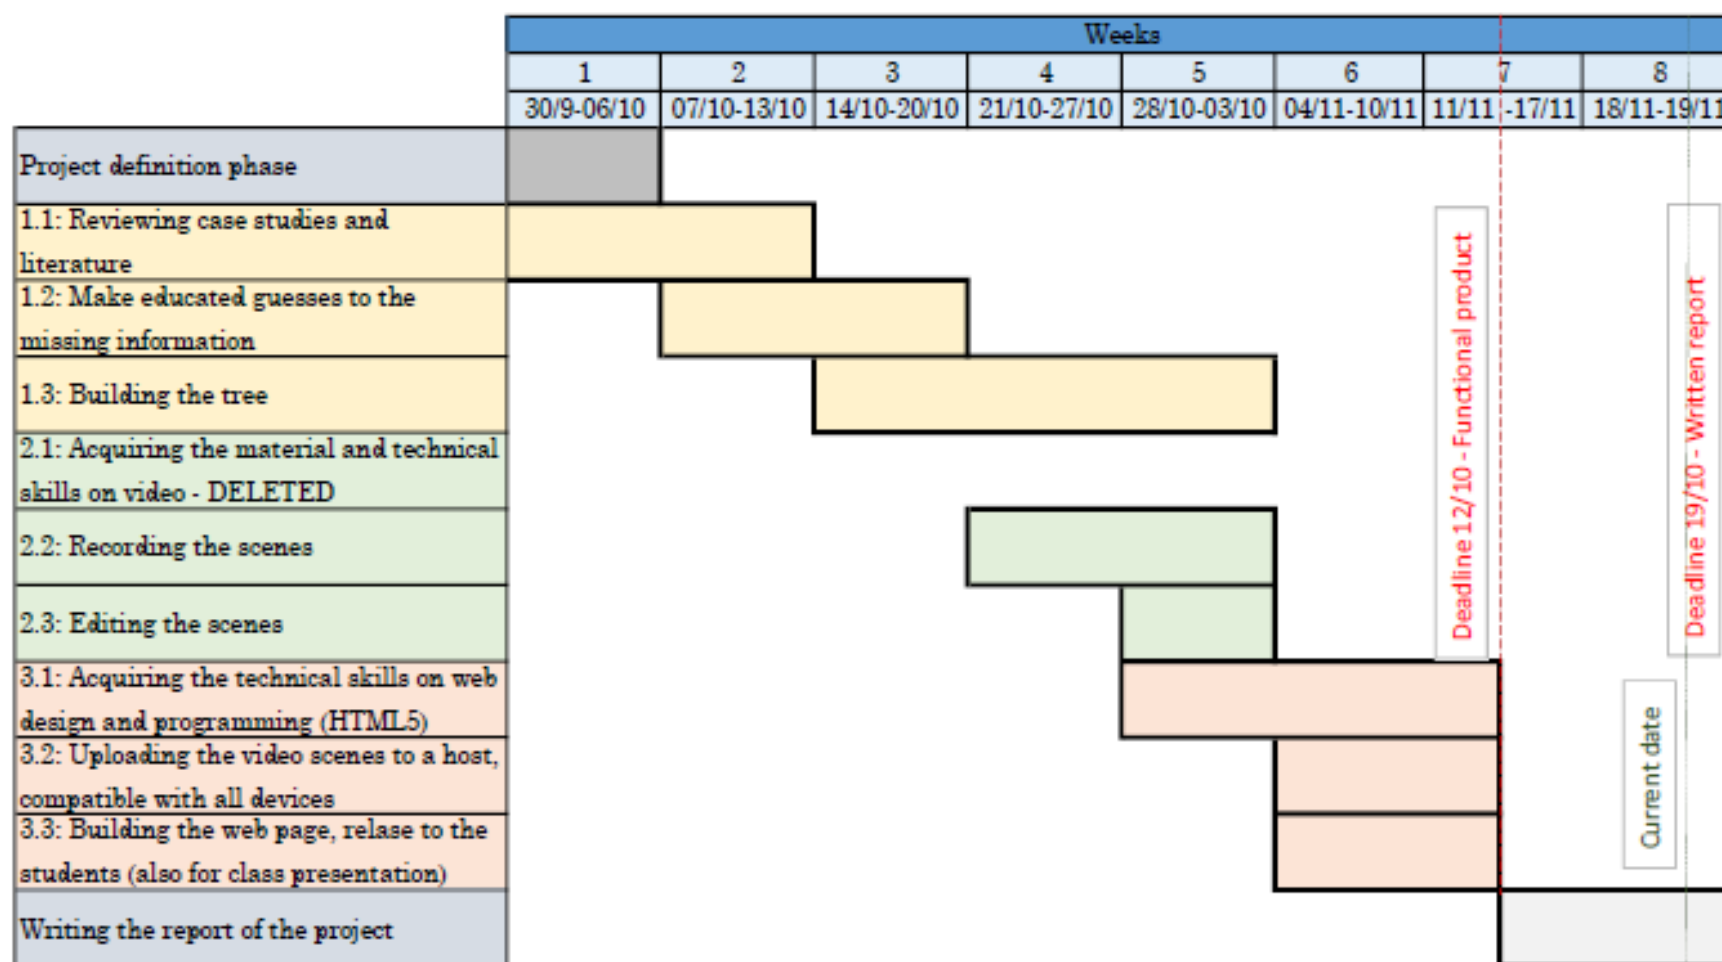 Weeks
1 2 3 4 5 6 7 8
30/9-06/10 07/10-13/10 14/10-20/10 21/10-27/10 28/10-03/10 04/11-10/11 11/11 -17/11 18/11-19/11
Project definition phase
1.1: Reviewing case studies and
literature
1.2: Make educated guesses to the
missing information
1.3: Building the tree
2.1: Acquiring the material and technical
skills on video - DELETED
2.2: Recording the scenes
2.3: Editing the scenes
3.1: Acquiring the technical skills on web
design and programming (HTML5)
3.2: Uploading the video scenes to a host,
compatible with all devices
3.3: Building the web page, relase to the
students (also for class presentation)
Writing the report of the project
Deadline 12/10 - Functional product
Deadline 19/10 - Written report
Current date